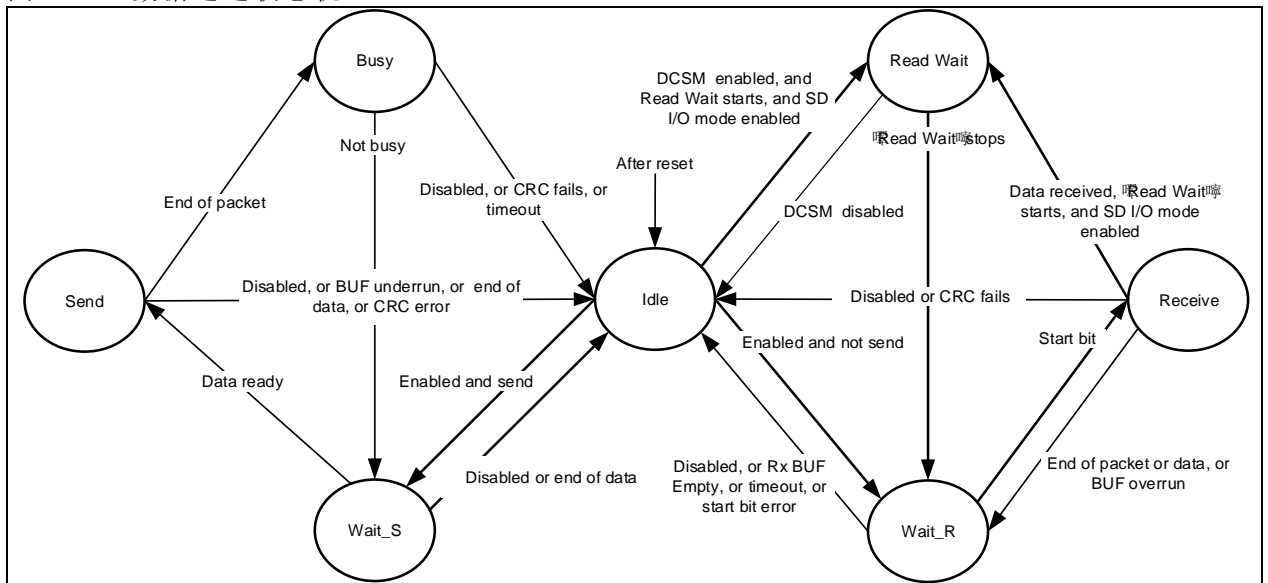 Busy
Read Wait
DCSM enabled, and
Read Wait starts, and SD
I/O mode enabled
Not busy
Read Wait
stops
After reset
End of packet
Disabled, or CRC fails, or
timeout
DCSM disabled
Data received,
Read Wait
starts, and SD I/O mode
enabled
Send
Disabled, or BUF underrun, or end of
data, or CRC error
Idle
Disabled or CRC fails
Receive
Enabled and not send
Start bit
Data ready
Enabled and send
Disabled or end of data
Disabled, or Rx BUF
Empty, or timeout, or
start bit error
End of packet or data, or
BUF overrun
Wait_S
Wait_R